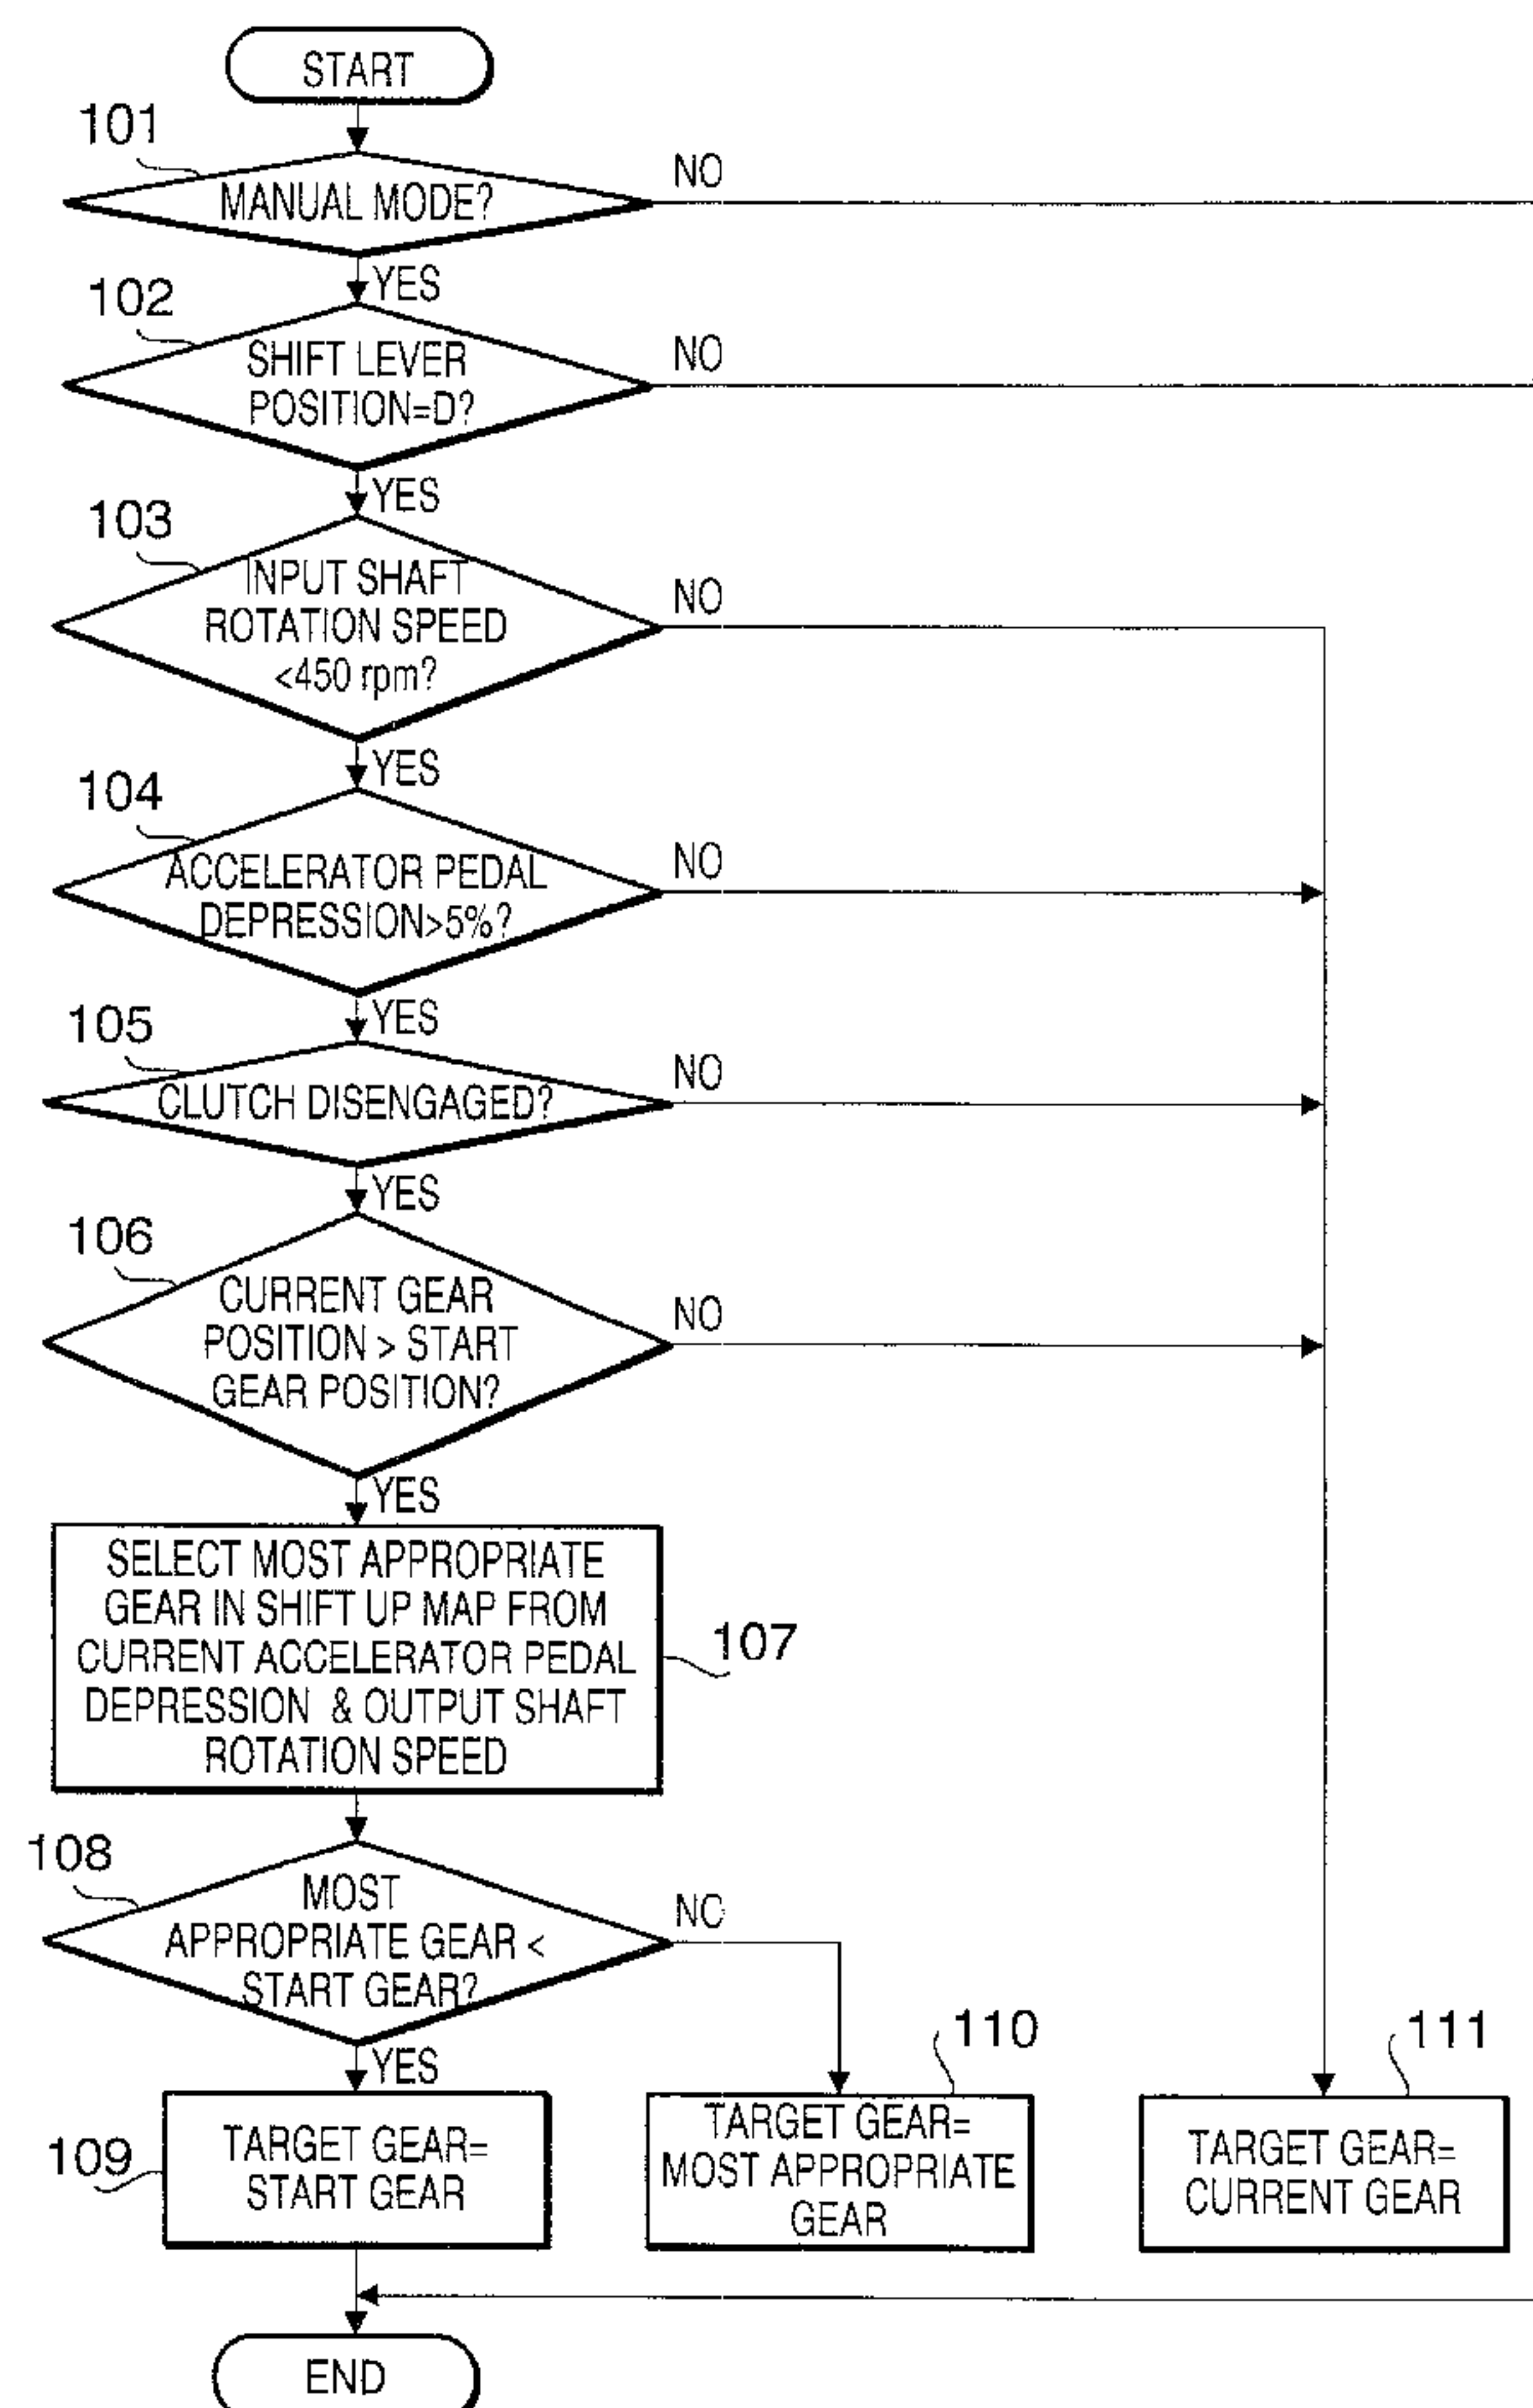 START
101
MANUAL MODE?
NO
YES
102
SHIFT LEVER
POSITION=D?
NO
YES
103
INPUT SHAFT
ROTATION SPEED
<450 rpm?
NO
YES
104
ACCELERATOR PEDAL
DEPRESSION>5%?
NO
YES
105
CLUTCH DISENGAGED?
NO
YES
106
CURRENT GEAR
POSITION > START
GEAR POSITION?
NO
YES
SELECT MOST APPROPRIATE
GEAR IN SHIFT UP MAP FROM
CURRENT ACCELERATOR PEDAL
DEPRESSION & OUTPUT SHAFT
ROTATION SPEED
107
108
MOST
APPROPRIATE GEAR <
START GEAR?
NO
YES
109
TARGET GEAR=
START GEAR
110
TARGET GEAR=
MOST APPROPRIATE
GEAR
111
TARGET GEAR=
CURRENT GEAR
END